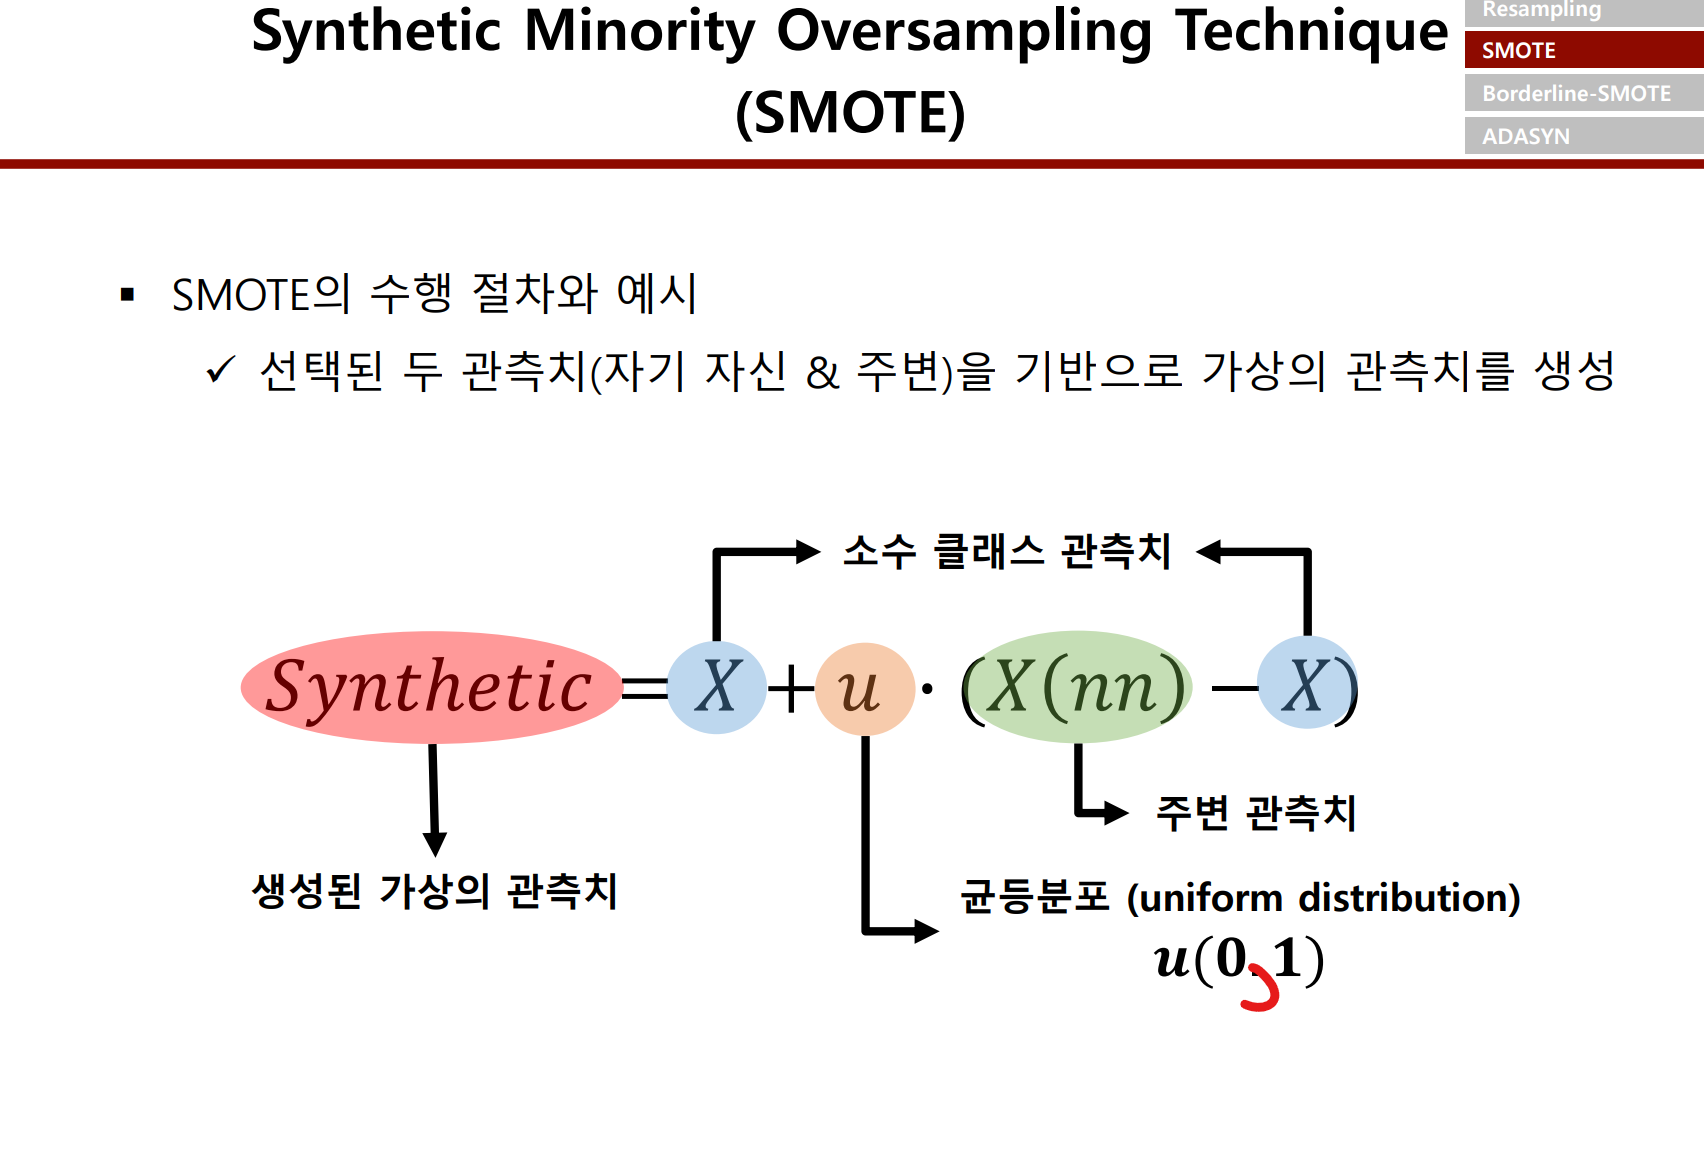 Synthetic Minority Oversampling Technique
(SMOTE)
Resampling
SMOTE
Borderline-SMOTE
ADASYN
▪ SMOTE의 수행 절차와 예시
✓ 선택된 두 관측치(자기 자신 & 주변)을 기반으로 가상의 관측치를 생성
소수 클래스 관측치
Synthetic = X + u · (X(nn) − X)
주변 관측치
생성된 가상의 관측치
균등분포 (uniform distribution)
u(0,1)